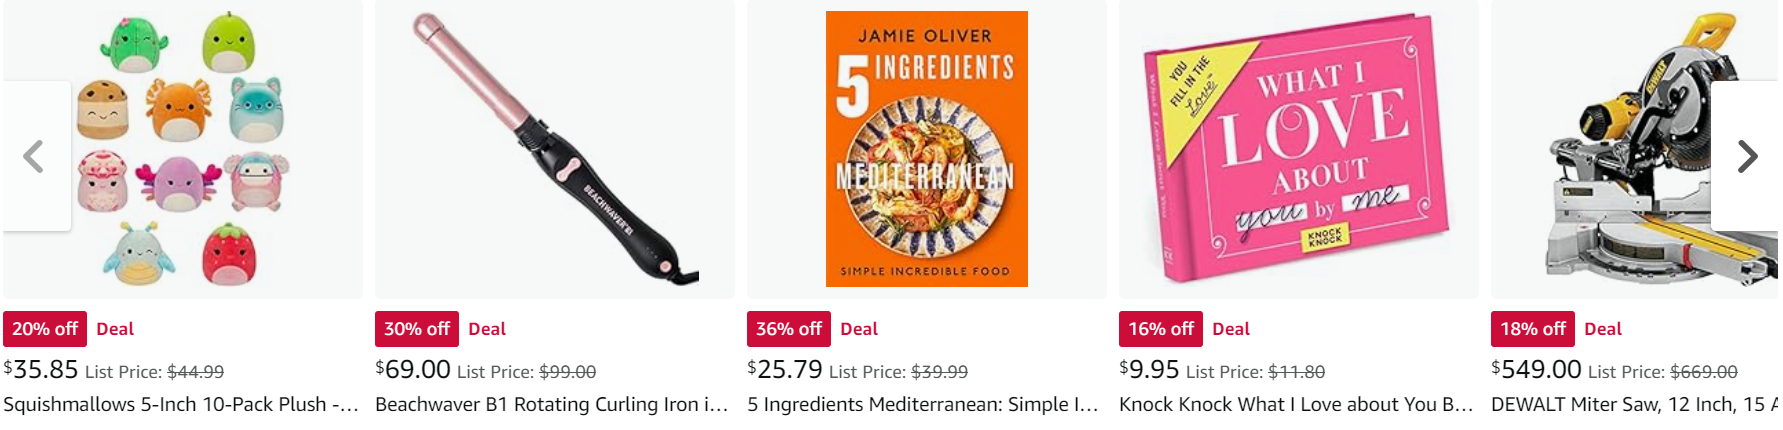 JAMIE OLIVER
5 INGREDIENTS
MEDITERRANEAN
SIMPLE INCREDIBLE FOOD
YOU
FILL IN THE
Love™
WHAT I
LOVE
ABOUT
you by me
KNOCK
KNOCK
What I Love about You
BEACHWAVER B1
DEWALT
20% off Deal
$35.85 List Price: $44.99
Squishmallows 5-Inch 10-Pack Plush -...
30% off Deal
$69.00 List Price: $99.00
Beachwaver B1 Rotating Curling Iron i...
36% off Deal
$25.79 List Price: $39.99
5 Ingredients Mediterranean: Simple I...
16% off Deal
$9.95 List Price: $11.80
Knock Knock What I Love about You B...
18% off Deal
$549.00 List Price: $669.00
DEWALT Miter Saw, 12 Inch, 15 A